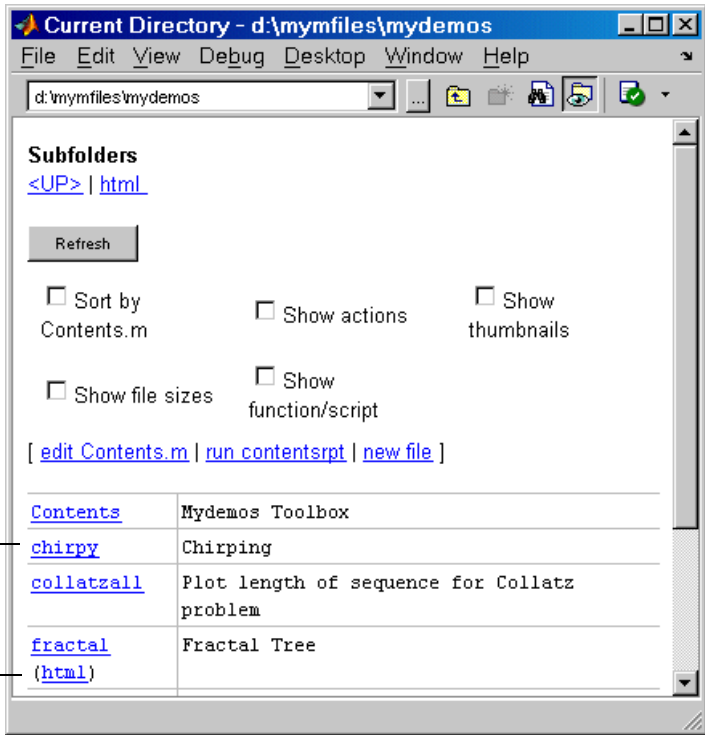 Current Directory - d:\mymfiles\mydemos
File Edit View Debug Desktop Window Help
d:\mymfiles\mydemos
...
Subfolders
<UP> | html
Refresh
Sort by Contents.m
Show actions
Show thumbnails
Show file sizes
Show function/script
[ edit Contents.m | run contentsrpt | new file ]
Contents Mydemos Toolbox
chirpy Chirping
collatzall Plot length of sequence for Collatz
problem
fractal Fractal Tree
(html)